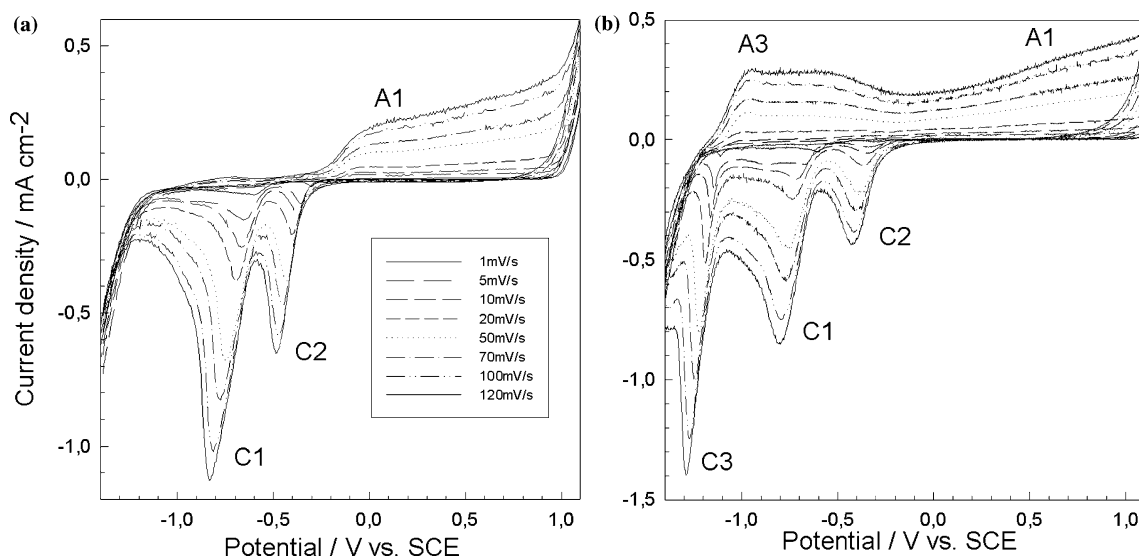 (a)
0,5
0,0
-0,5
-1,0
Current density / mA cm-2
A1
C2
C1
1mV/s
5mV/s
10mV/s
20mV/s
50mV/s
70mV/s
100mV/s
120mV/s
-1,0
-0,5
0,0
0,5
1,0
Potential / V vs. SCE
(b)
0,5
0,0
-0,5
-1,0
-1,5
A3
A1
C2
C1
C3
-1,0
-0,5
0,0
0,5
1,0
Potential / V vs. SCE